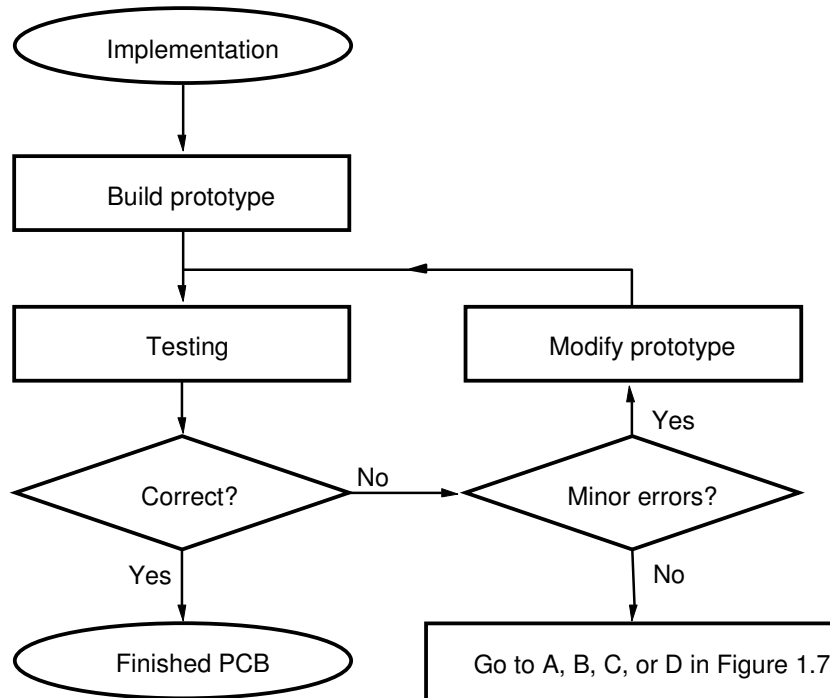 Implementation
Build prototype
Testing
Modify prototype
Yes
Correct?
No
Minor errors?
Yes
No
Finished PCB
Go to A, B, C, or D in Figure 1.7